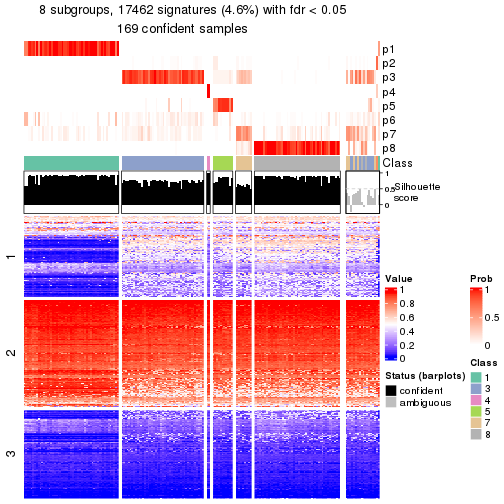 8 subgroups, 17462 signatures (4.6%) with fdr < 0.05
169 confident samples
p1
p2
p3
p4
p5
p6
p7
p8
Class
1
0.5
0
Silhouette
score
1
2
3
Value
1
0.8
0.6
0.4
0.2
0
Prob
1
0.5
0
Status (barplots)
confident
ambiguous
Class
1
3
4
5
7
8